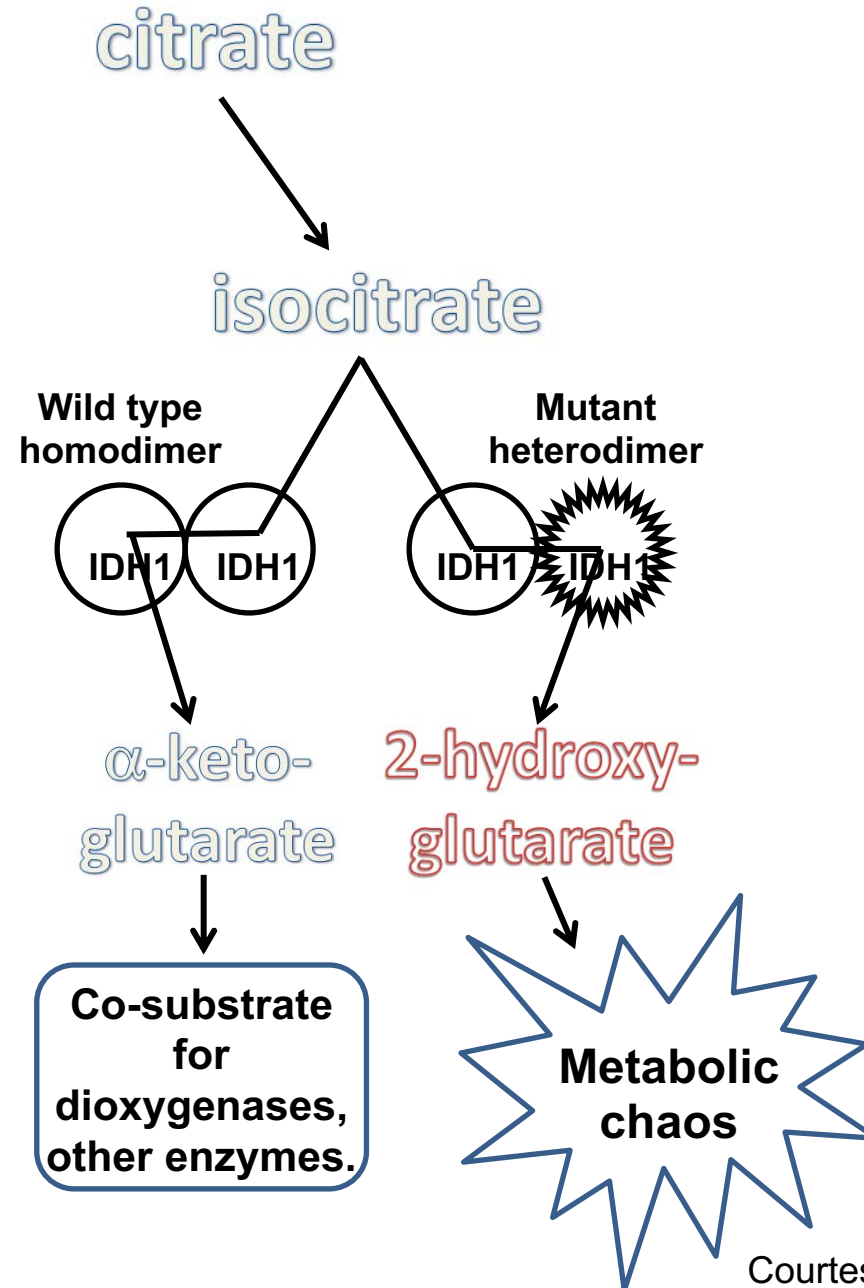 citrate
isocitrate
Wild type
homodimer
Mutant
heterodimer
IDH1 IDH1
IDH1 IDH1
α-keto-
glutarate
2-hydroxy-
glutarate
Co-substrate
for
dioxygenases,
other enzymes.
Metabolic
chaos